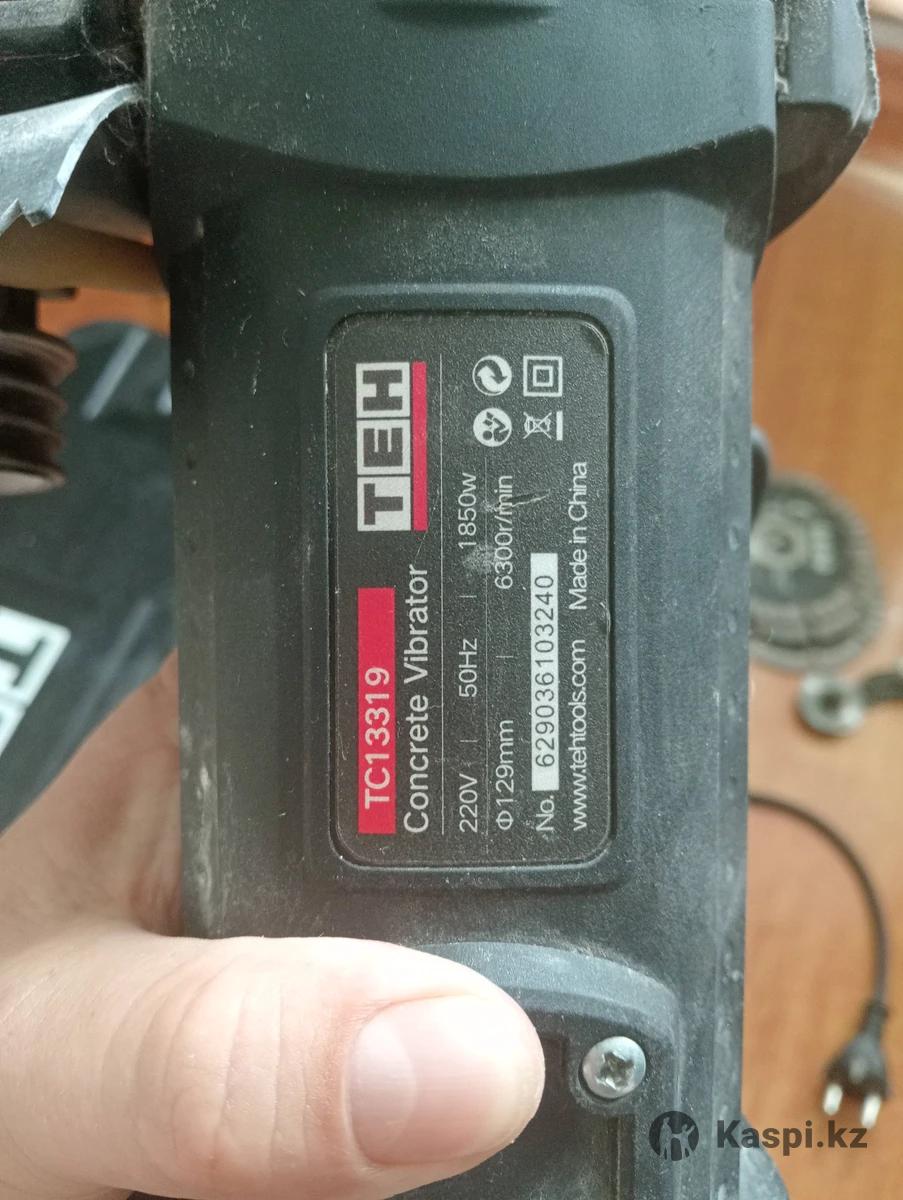 TEH
TC13319
Concrete Vibrator
220V | 50Hz | 1850w
Φ129mm | 6300r/min
No. 629036103240
www.tehtools.com Made in China
Kaspi.kz